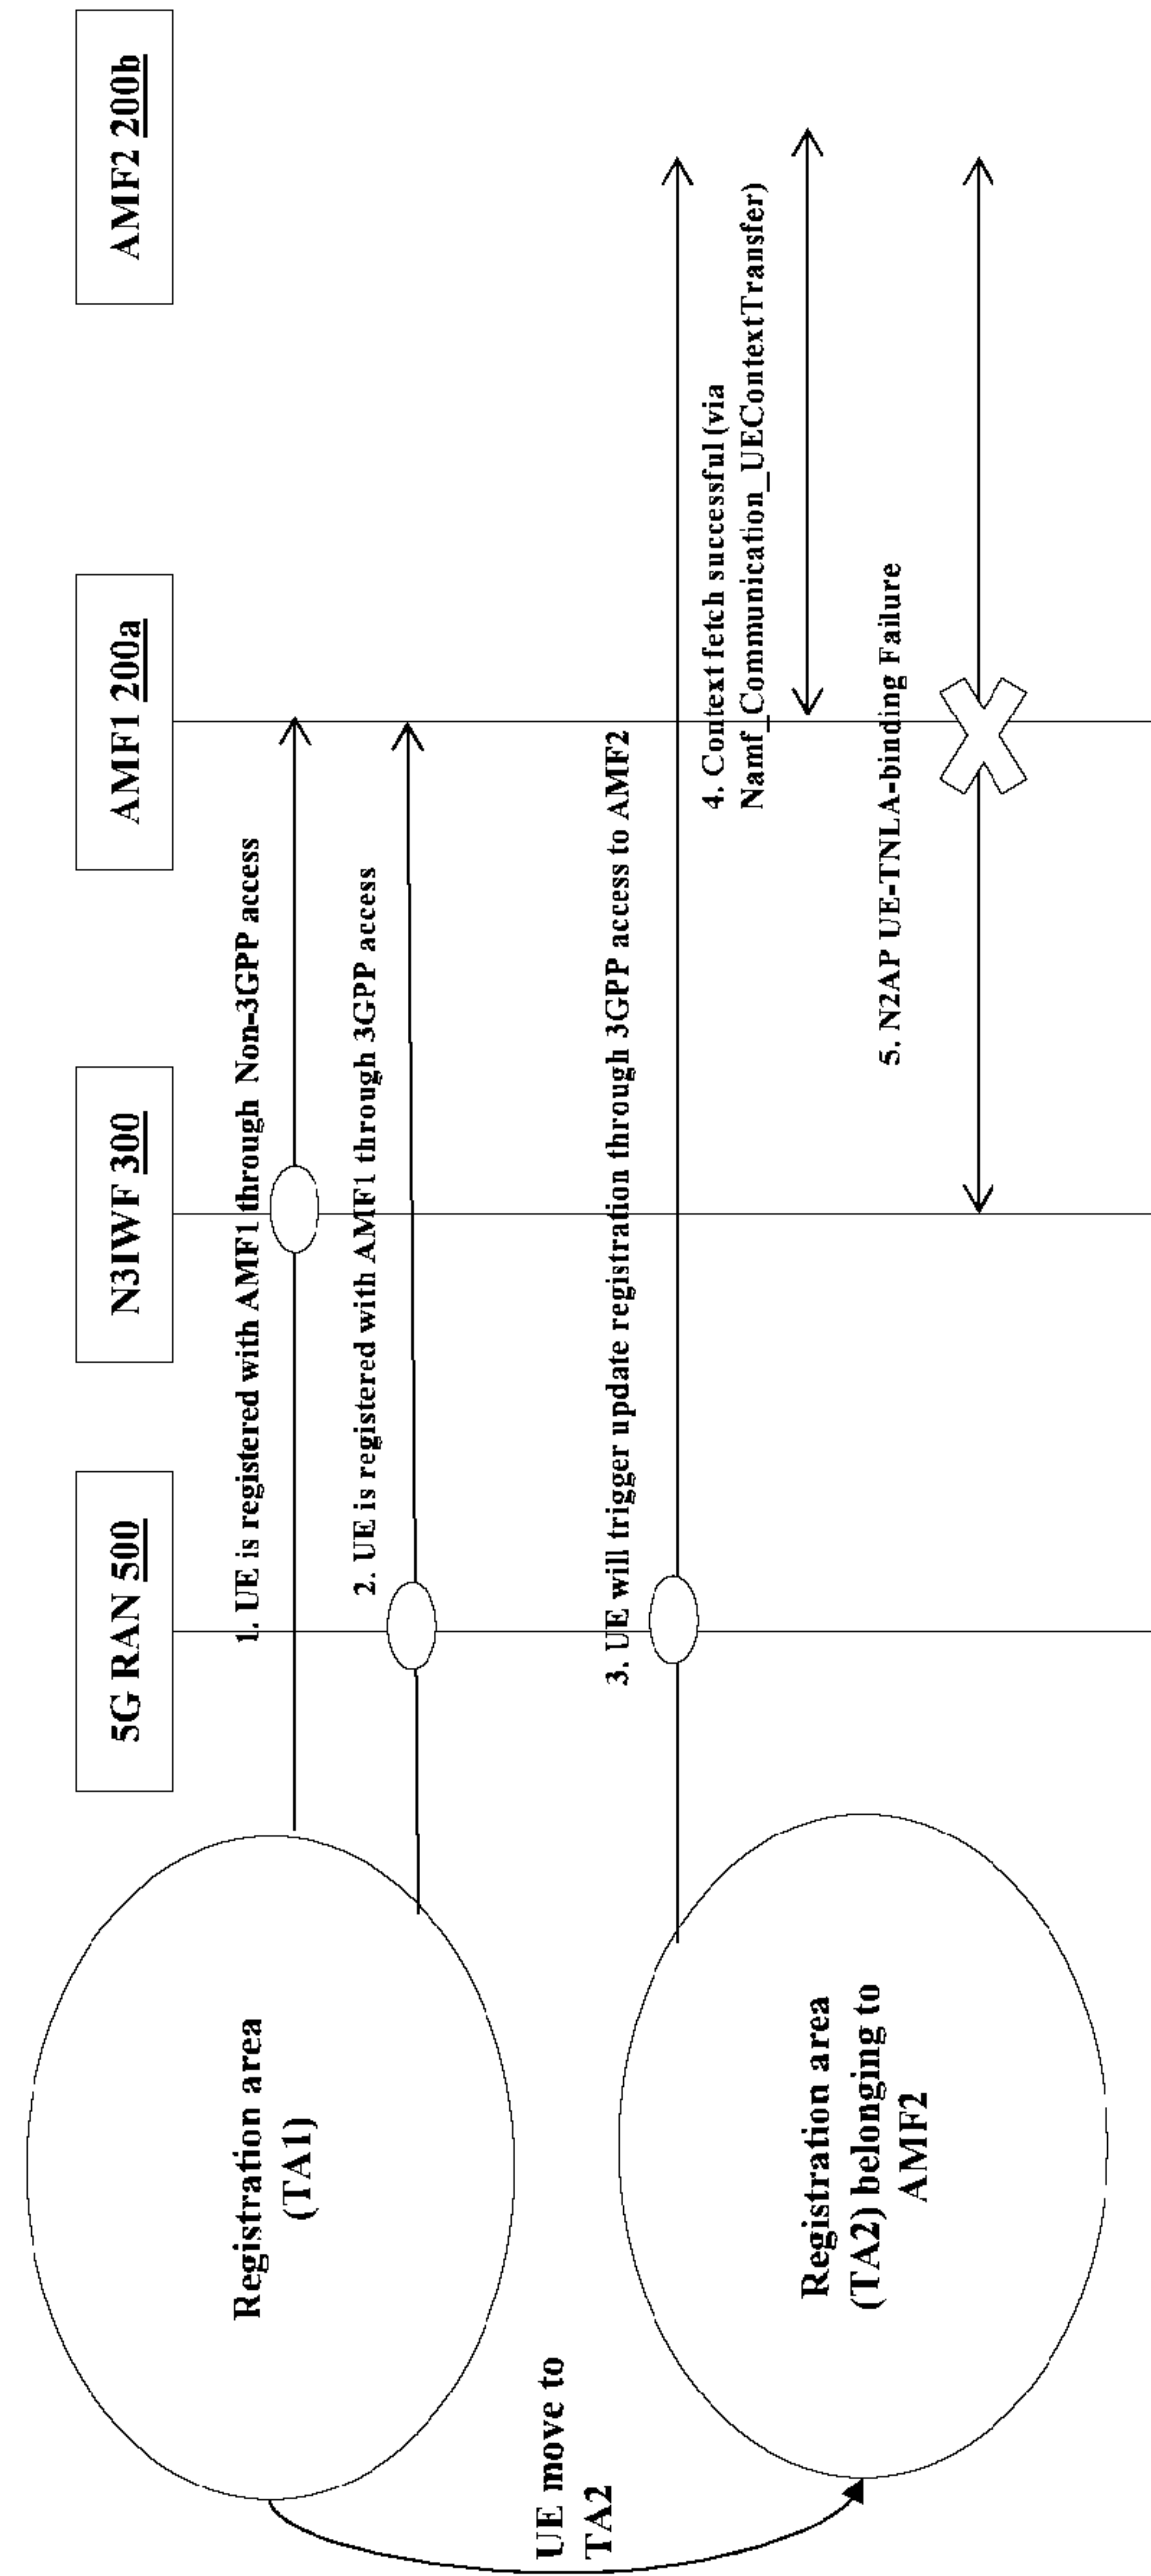 5G RAN 500
N3IWF 300
AMF1 200a
AMF2 200b
Registration area
(TA1)
1. UE is registered with AMF1 through Non-3GPP access
2. UE is registered with AMF1 through 3GPP access
UE move to
TA2
3. UE will trigger update registration through 3GPP access to AMF2
4. Context fetch successful (via
Namf_Communication_UEContextTransfer)
Registration area
(TA2) belonging to
AMF2
5. N2AP UE-TNLA-binding Failure